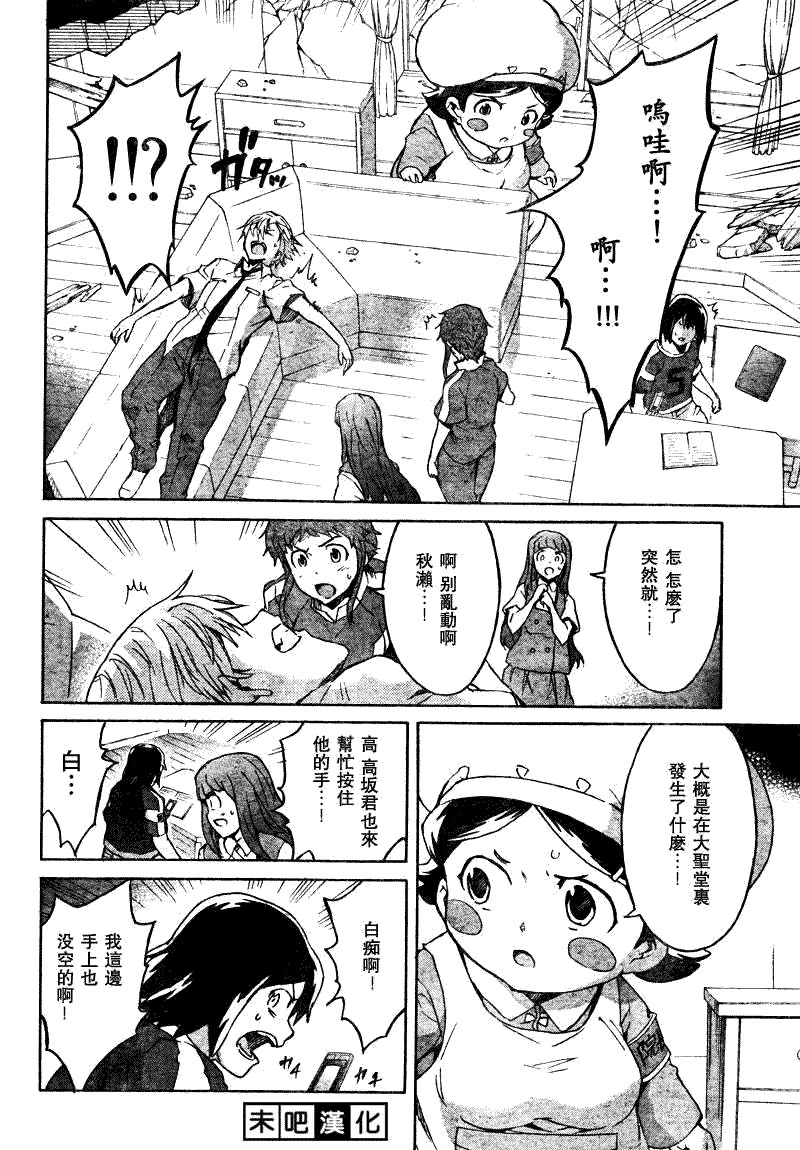 嗚哇啊…！
啊…!!!
!!!?
ガタッ
怎 怎麼了
突然就…！
啊 別亂動啊
秋瀨…！
大概是在大聖堂裏
發生了什麼…！
高 高坂君也來
幫忙按住
他的手…！
白…
白痴啊！
我這邊
手上也
没空的啊！
未吧漢化